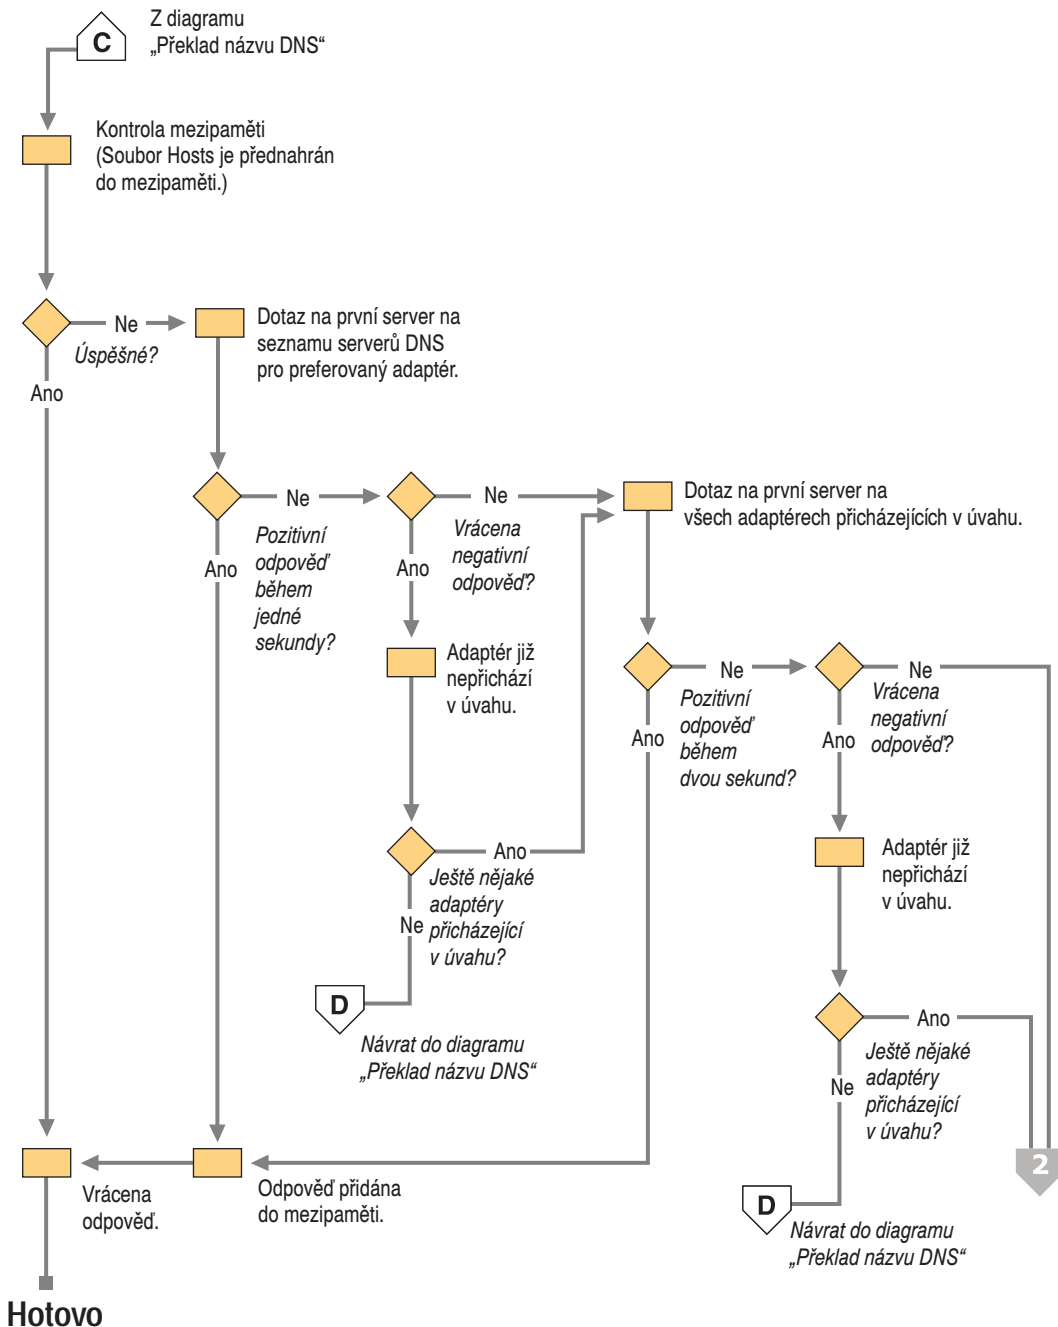 C
Z diagramu
„Překlad názvu DNS“
Kontrola mezipaměti
(Soubor Hosts je přednahrán
do mezipaměti.)
Ne
Úspěšné?
Ano
Dotaz na první server na
seznamu serverů DNS
pro preferovaný adaptér.
Ne
Pozitivní
odpověď
během
jedné
sekundy?
Ano
Ne
Vrácena
negativní
odpověď?
Ano
Dotaz na první server na
všech adaptérech přicházejících v úvahu.
Adaptér již
nepřichází
v úvahu.
Ne
Pozitivní
odpověď
během
dvou sekund?
Ano
Ne
Vrácena
negativní
odpověď?
Ano
Ano
Ještě nějaké
adaptéry
přicházející
v úvahu?
Ne
D
Návrat do diagramu
„Překlad názvu DNS“
Adaptér již
nepřichází
v úvahu.
Ano
Ještě nějaké
adaptéry
přicházející
v úvahu?
Ne
2
D
Návrat do diagramu
„Překlad názvu DNS“
Odpověď přidána
do mezipaměti.
Vrácena
odpověď.
Hotovo